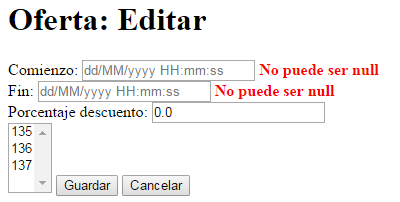 Oferta: Editar
Comienzo: dd/MM/yyyy HH:mm:ss No puede ser null
Fin: dd/MM/yyyy HH:mm:ss No puede ser null
Porcentaje descuento: 0.0
135
136
137
Guardar Cancelar